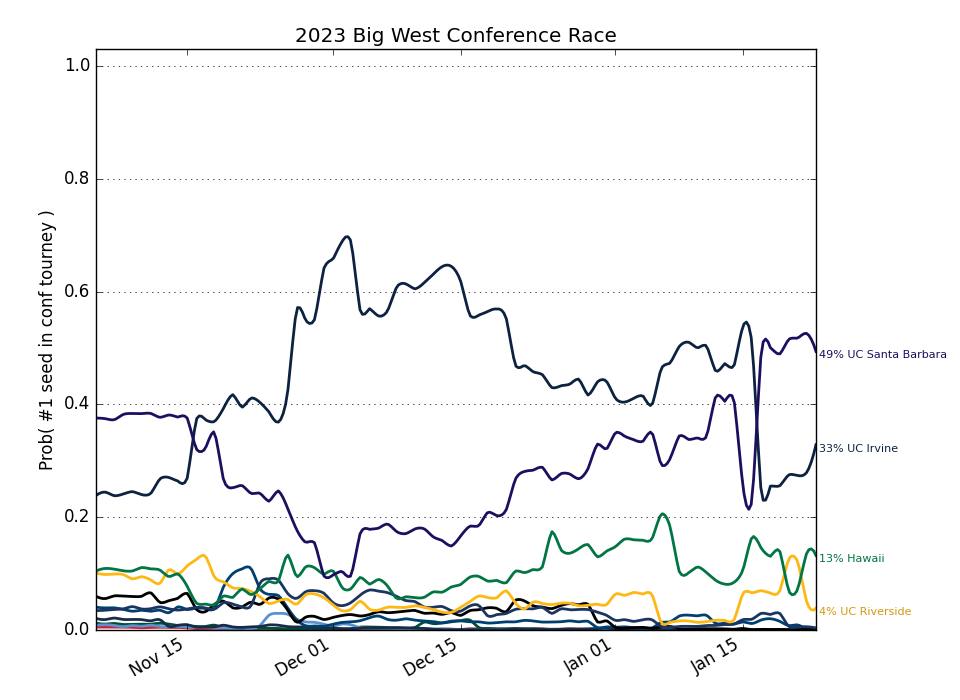 2023 Big West Conference Race
Prob( #1 seed in conf tourney )
1.0
0.8
0.6
0.4
0.2
0.0
49% UC Santa Barbara
33% UC Irvine
13% Hawaii
4% UC Riverside
Nov 15
Dec 01
Dec 15
Jan 01
Jan 15